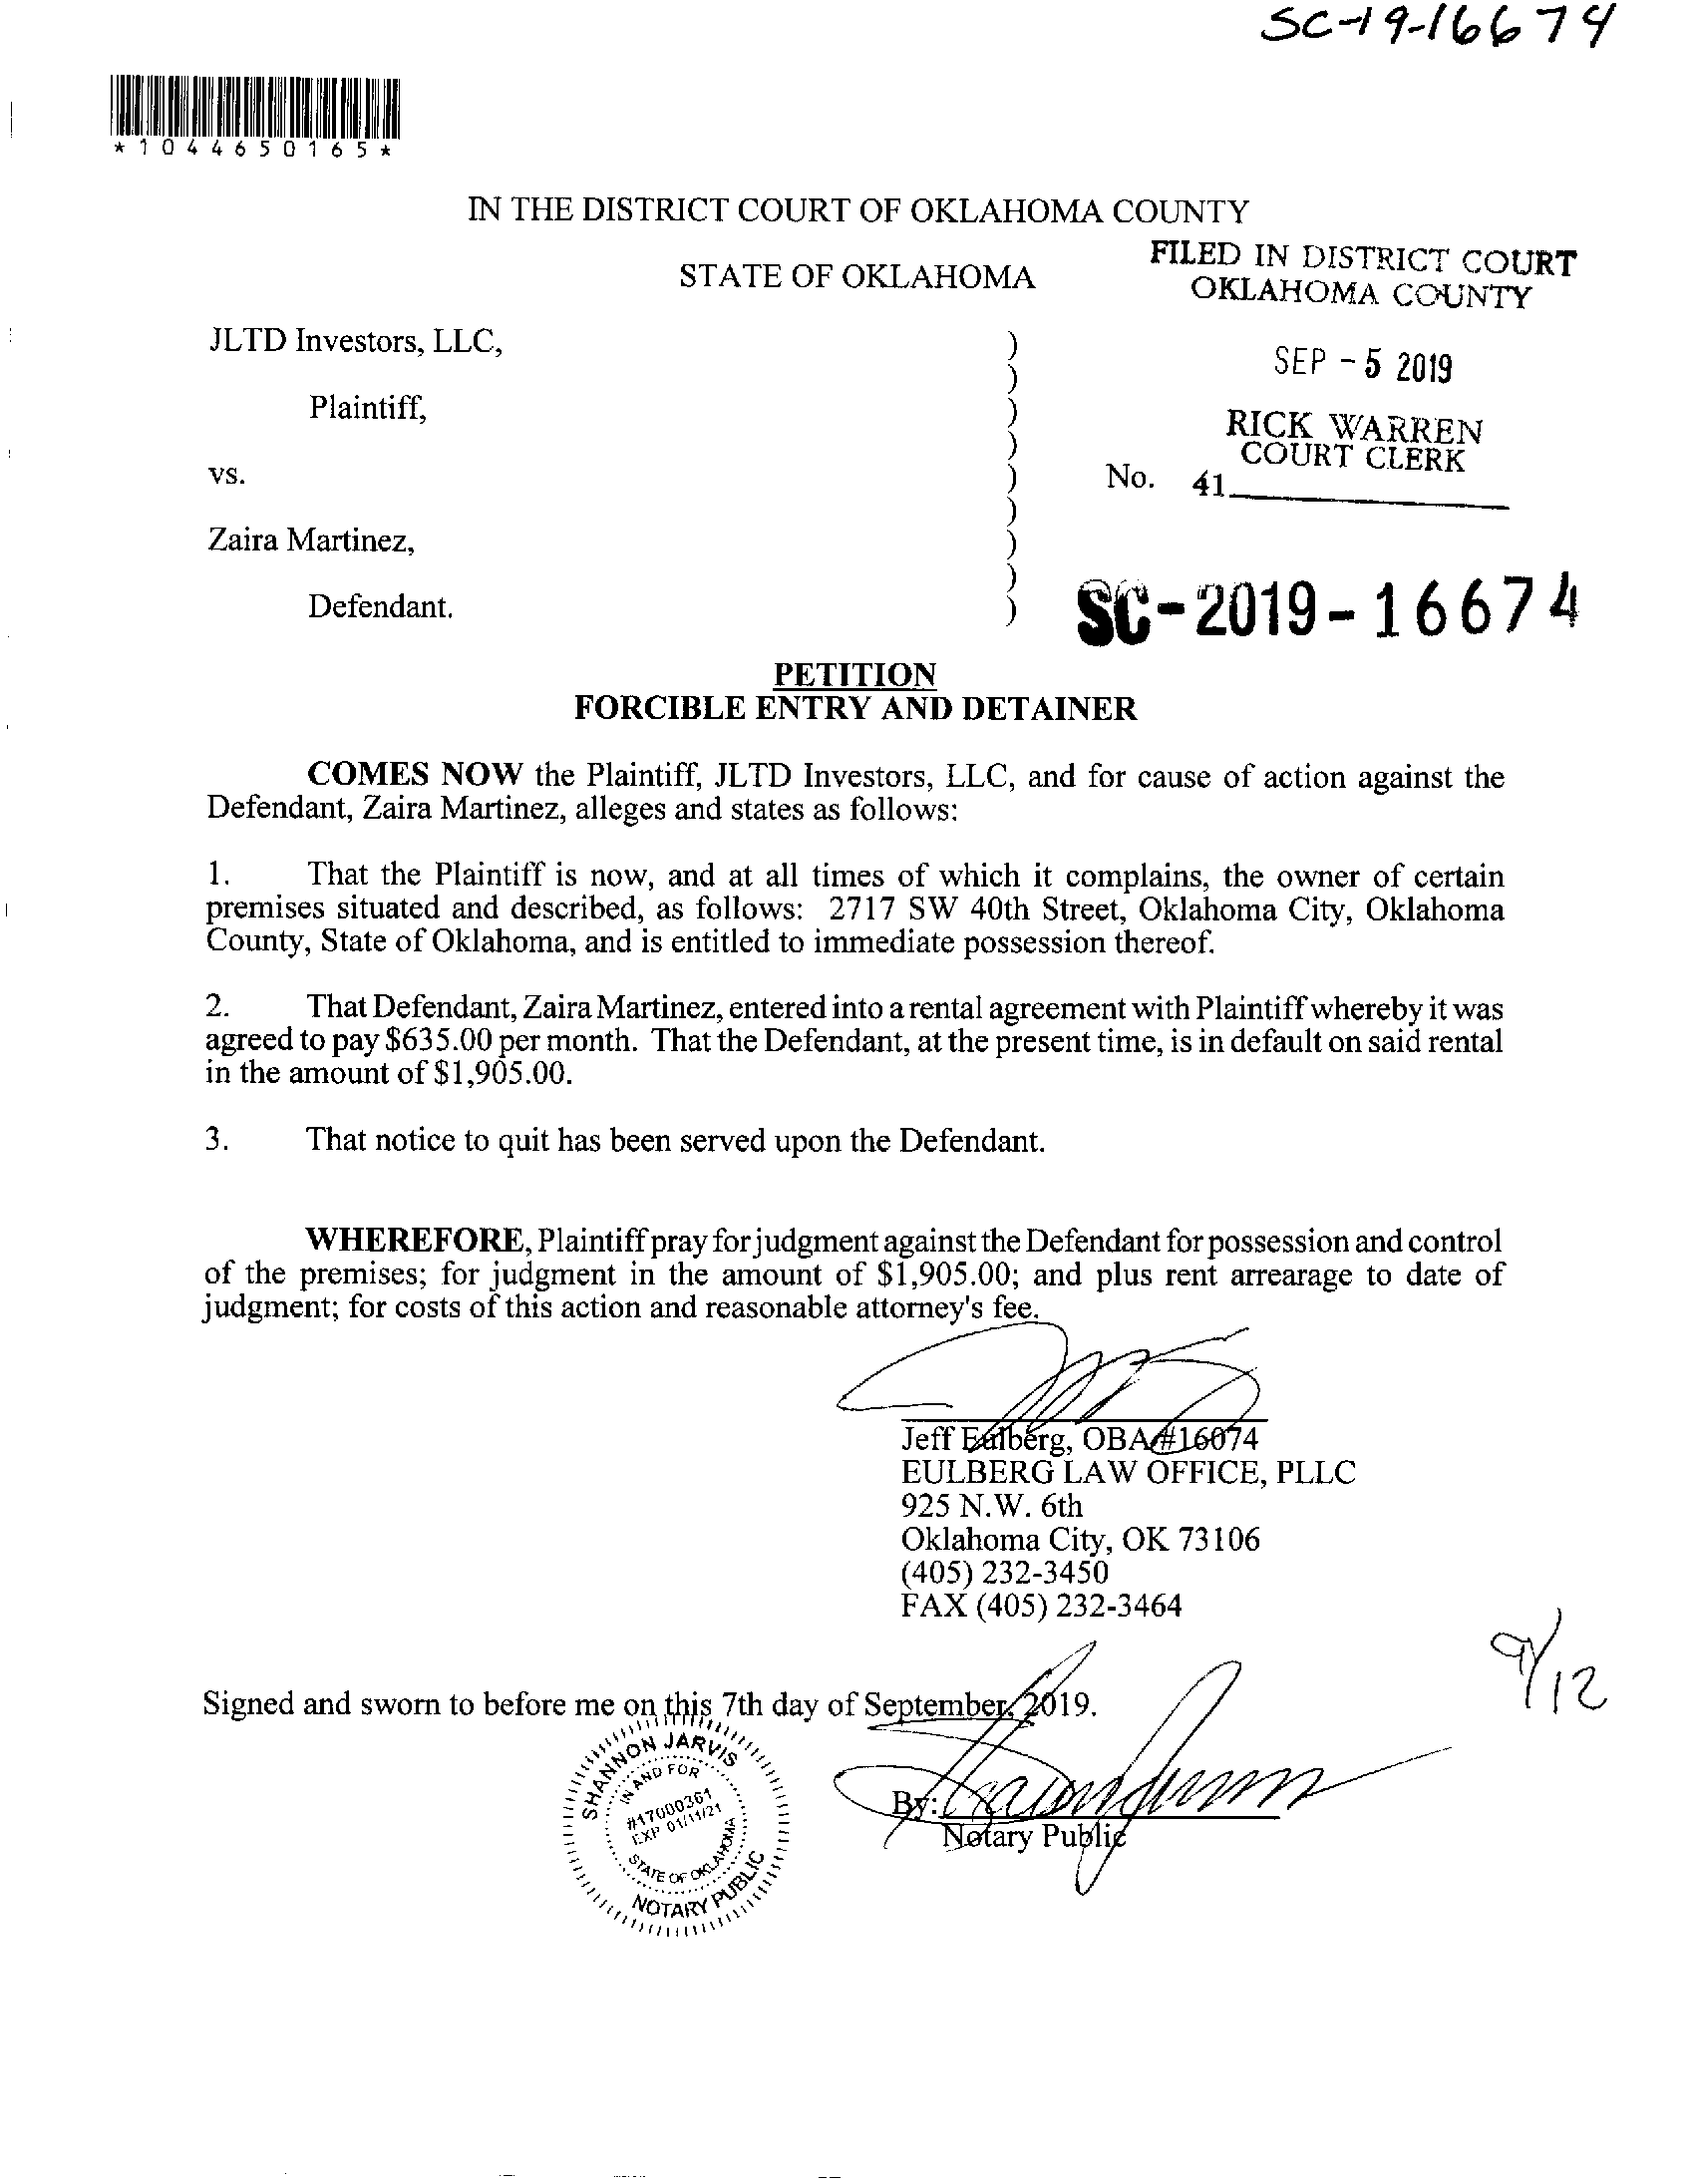 SC-19-16674
*1044650165*
IN THE DISTRICT COURT OF OKLAHOMA COUNTY
STATE OF OKLAHOMA
FILED IN DISTRICT COURT
OKLAHOMA COUNTY
SEP - 5 2019
RICK WARREN
COURT CLERK
41
JLTD Investors, LLC, )
)
Plaintiff, )
)
vs. ) No.
)
Zaira Martinez, )
)
Defendant. )
SC-2019-16674
PETITION
FORCIBLE ENTRY AND DETAINER
COMES NOW the Plaintiff, JLTD Investors, LLC, and for cause of action against the
Defendant, Zaira Martinez, alleges and states as follows:
1. That the Plaintiff is now, and at all times of which it complains, the owner of certain
premises situated and described, as follows: 2717 SW 40th Street, Oklahoma City, Oklahoma
County, State of Oklahoma, and is entitled to immediate possession thereof.
2. That Defendant, Zaira Martinez, entered into a rental agreement with Plaintiff whereby it was
agreed to pay $635.00 per month. That the Defendant, at the present time, is in default on said rental
in the amount of $1,905.00.
3. That notice to quit has been served upon the Defendant.
WHEREFORE, Plaintiff pray for judgment against the Defendant for possession and control
of the premises; for judgment in the amount of $1,905.00; and plus rent arrearage to date of
judgment; for costs of this action and reasonable attorney's fee.
Jeff Eulberg, OBA#16074
EULBERG LAW OFFICE, PLLC
925 N.W. 6th
Oklahoma City, OK 73106
(405) 232-3450
FAX (405) 232-3464
9/12
Signed and sworn to before me on this 7th day of September, 2019.
SHANNON JARVIS
IN AND FOR
#17000361
EXP 01/11/21
STATE OF OKLAHOMA
NOTARY PUBLIC
By:
Notary Public